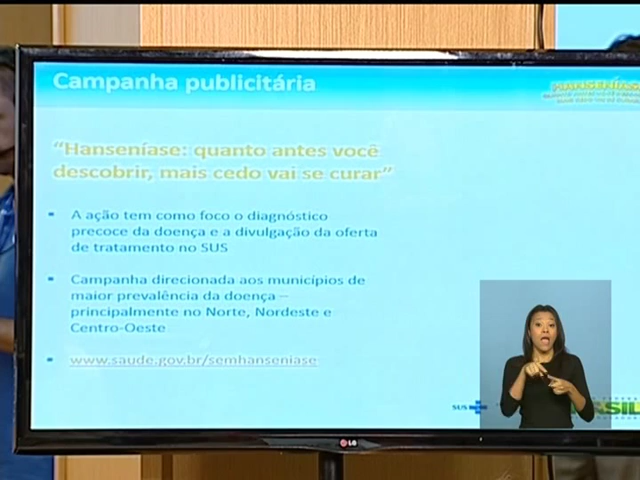 Campanha publicitária
HANSENÍASE
“Hanseníase: quanto antes você
descobrir, mais cedo vai se curar”
▪ A ação tem como foco o diagnóstico
precoce da doença e a divulgação da oferta
de tratamento no SUS
▪ Campanha direcionada aos municípios de
maior prevalência da doença –
principalmente no Norte, Nordeste e
Centro-Oeste
▪ www.saude.gov.br/semhanseniase
SUS
SIL
LG